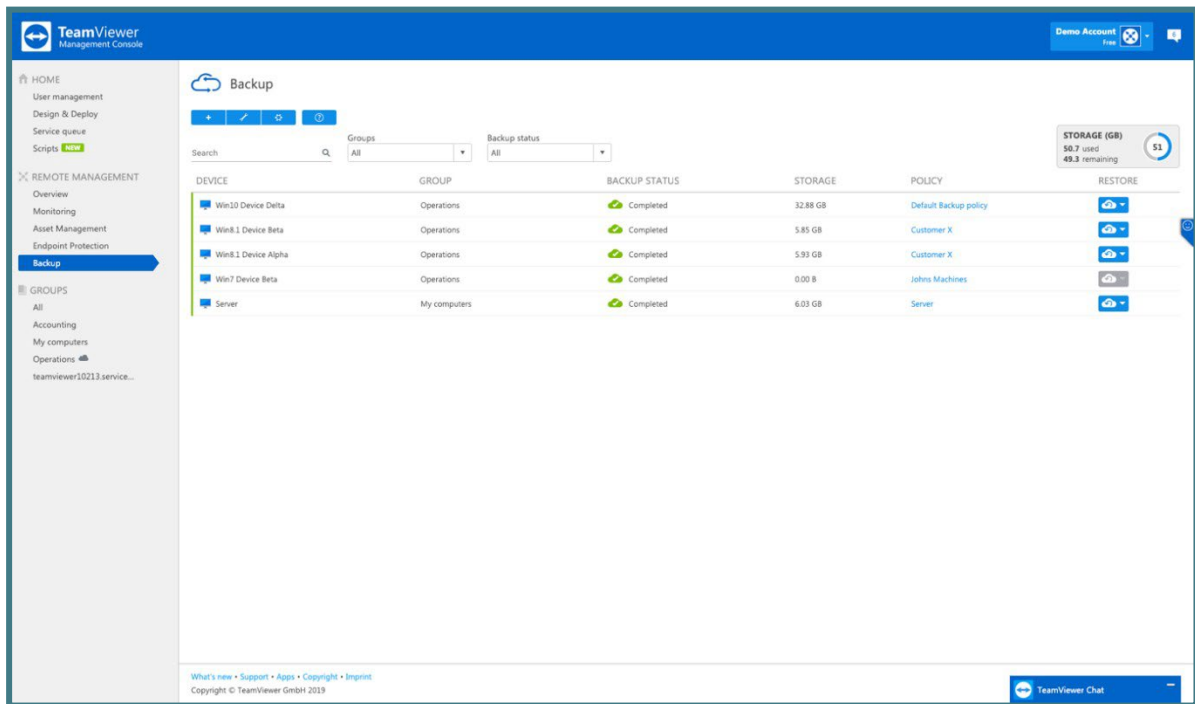 TeamViewer
Management Console
Demo Account
Free
HOME
User management
Design & Deploy
Service queue
Scripts NEW
REMOTE MANAGEMENT
Overview
Monitoring
Asset Management
Endpoint Protection
Backup
GROUPS
All
Accounting
My computers
Operations
teamviewer10213.service...
Backup
Groups
Backup status
Search
All
All
STORAGE (GB)
50.7 used
49.3 remaining
51
DEVICE GROUP BACKUP STATUS STORAGE POLICY RESTORE
Win10 Device Delta Operations Completed 32.88 GB Default Backup policy
Win8.1 Device Beta Operations Completed 5.85 GB Customer X
Win8.1 Device Alpha Operations Completed 5.93 GB Customer X
Win7 Device Beta Operations Completed 0.00 B Johns Machines
Server My computers Completed 6.03 GB Server
What's new • Support • Apps • Copyright • Imprint
Copyright © TeamViewer GmbH 2019
TeamViewer Chat